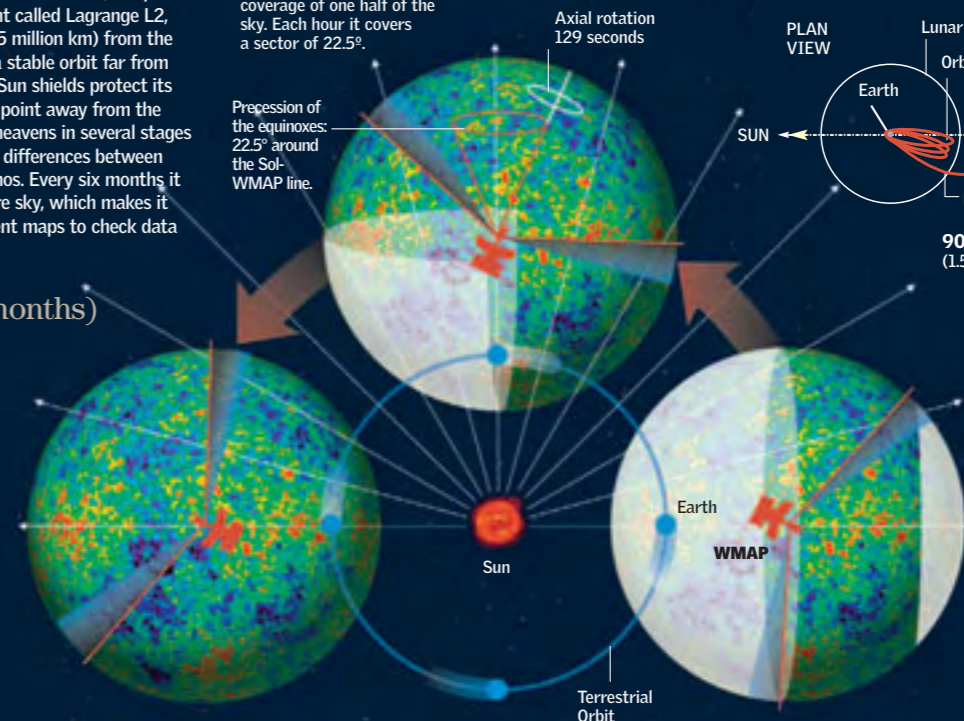 nt called Lagrange L2,
5 million km) from the
a stable orbit far from
Sun shields protect its
point away from the
heavens in several stages
differences between
nos. Every six months it
re sky, which makes it
ent maps to check data
months)
coverage of one half of the
sky. Each hour it covers
a sector of 22.5º.
Precession of
the equinoxes:
22.5° around
the Sol-
WMAP line.
Axial rotation
129 seconds
PLAN
VIEW
Lunar
Orb
Earth
SUN
90
(1.5
Earth
WMAP
Sun
Terrestrial
Orbit